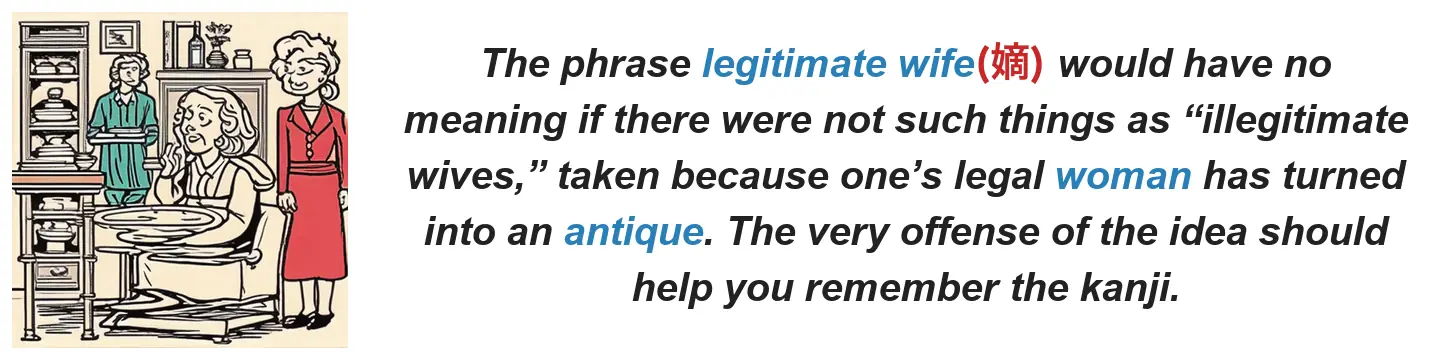 The phrase legitimate wife(嫡) would have no
meaning if there were not such things as “illegitimate
wives,” taken because one’s legal woman has turned
into an antique. The very offense of the idea should
help you remember the kanji.